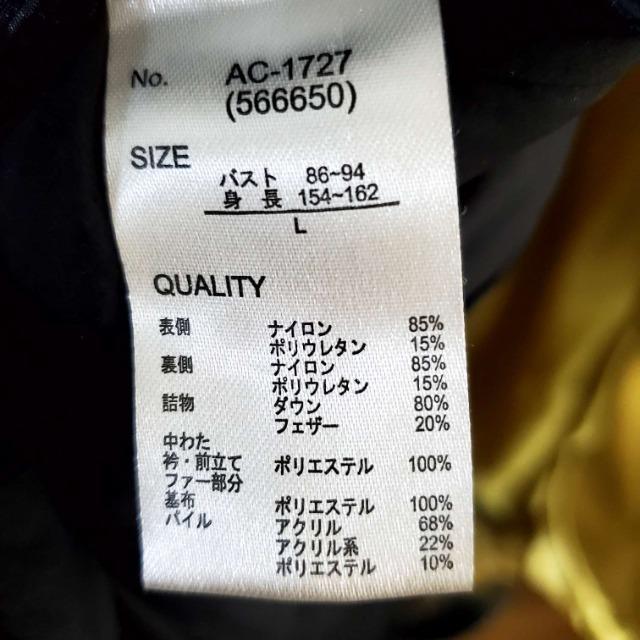 No. AC-1727
(566650)
SIZE
バスト 86~94
身 長 154~162
L
QUALITY
表側 ナイロン 85%
ポリウレタン 15%
裏側 ナイロン 85%
ポリウレタン 15%
詰物 ダウン 80%
フェザー 20%
中わた
衿・前立て ポリエステル 100%
ファー部分
基布 ポリエステル 100%
パイル アクリル 68%
アクリル系 22%
ポリエステル 10%